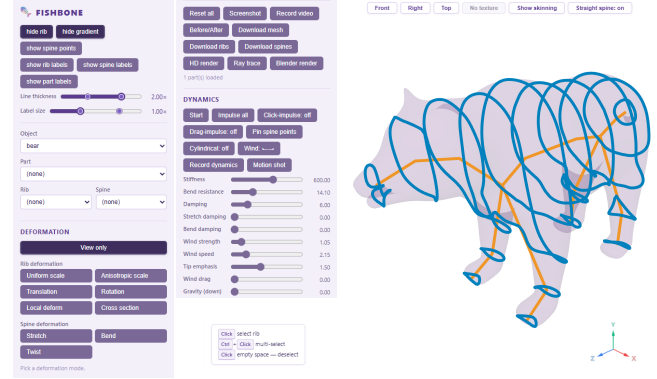 FISHBONE
hide rib hide gradient
show spine points
show rib labels show spine labels
show part labels
Line thickness 2.00×
Label size 1.00×
Object
bear
Part
(none)
Rib Spine
(none) (none)
DEFORMATION
View only
Rib deformation
Uniform scale Anisotropic scale
Translation Rotation
Local deform Cross section
Spine deformation
Stretch Bend
Twist
Pick a deformation mode.
Reset all Screenshot Record video
Before/After Download mesh
Download ribs Download spines
HD render Ray trace Blender render
1 part(s) loaded
DYNAMICS
Start Impulse all Click-impulse: off
Drag-impulse: off Pin spine points
Cylindrical: off Wind: ⟵
Record dynamics Motion shot
Stiffness 600.00
Bend resistance 14.10
Damping 6.00
Stretch damping 0.00
Bend damping 0.00
Wind strength 1.05
Wind speed 2.15
Tip emphasis 1.50
Wind drag 0.00
Gravity (down) 0.00
Click select rib
Ctrl + Click multi-select
Click empty space — deselect
Front Right Top No texture Show skinning Straight spine: on
Y
Z X